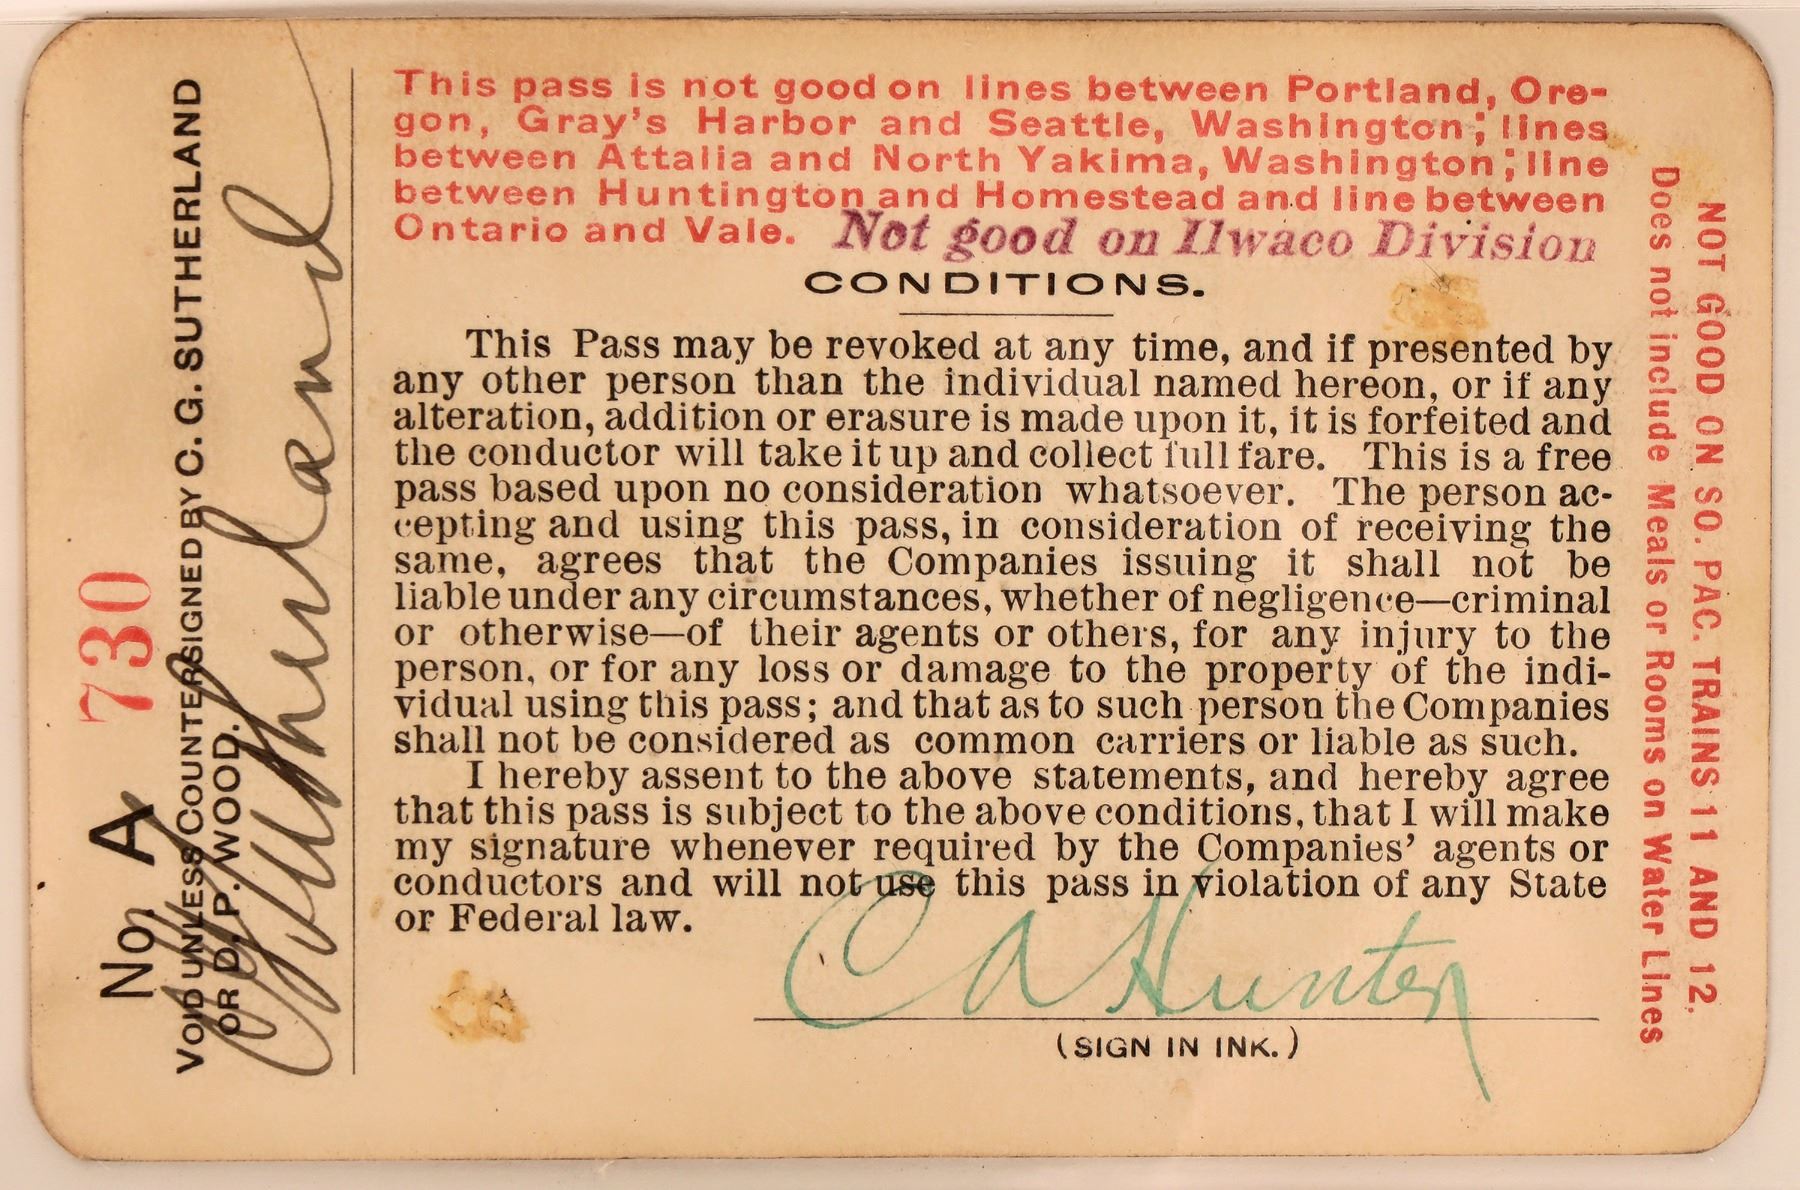 No. A 730
VOID UNLESS COUNTERSIGNED BY C. G. SUTHERLAND
OR D. P. WOOD.
CGSutherland
This pass is not good on lines between Portland, Ore-
gon, Gray's Harbor and Seattle, Washington; lines
between Attalia and North Yakima, Washington; line
between Huntington and Homestead and line between
Ontario and Vale. Not good on Ilwaco Division
CONDITIONS.
This Pass may be revoked at any time, and if presented by
any other person than the individual named hereon, or if any
alteration, addition or erasure is made upon it, it is forfeited and
the conductor will take it up and collect full fare. This is a free
pass based upon no consideration whatsoever. The person ac-
cepting and using this pass, in consideration of receiving the
same, agrees that the Companies issuing it shall not be
liable under any circumstances, whether of negligence—criminal
or otherwise—of their agents or others, for any injury to the
person, or for any loss or damage to the property of the indi-
vidual using this pass; and that as to such person the Companies
shall not be considered as common carriers or liable as such.
I hereby assent to the above statements, and hereby agree
that this pass is subject to the above conditions, that I will make
my signature whenever required by the Companies' agents or
conductors and will not use this pass in violation of any State
or Federal law.
C A Hunter
(SIGN IN INK.)
NOT GOOD ON SO. PAC. TRAINS 11 AND 12.
Does not include Meals or Rooms on Water Lines